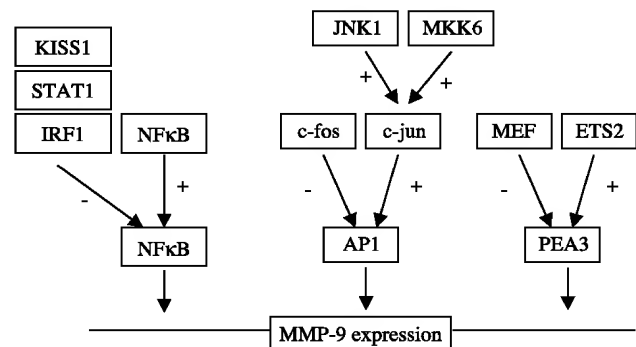 JNK1 MKK6
KISS1
+ +
STAT1
IRF1 NFκB c-fos c-jun MEF ETS2
- + - + - +
NFκB AP1 PEA3
MMP-9 expression